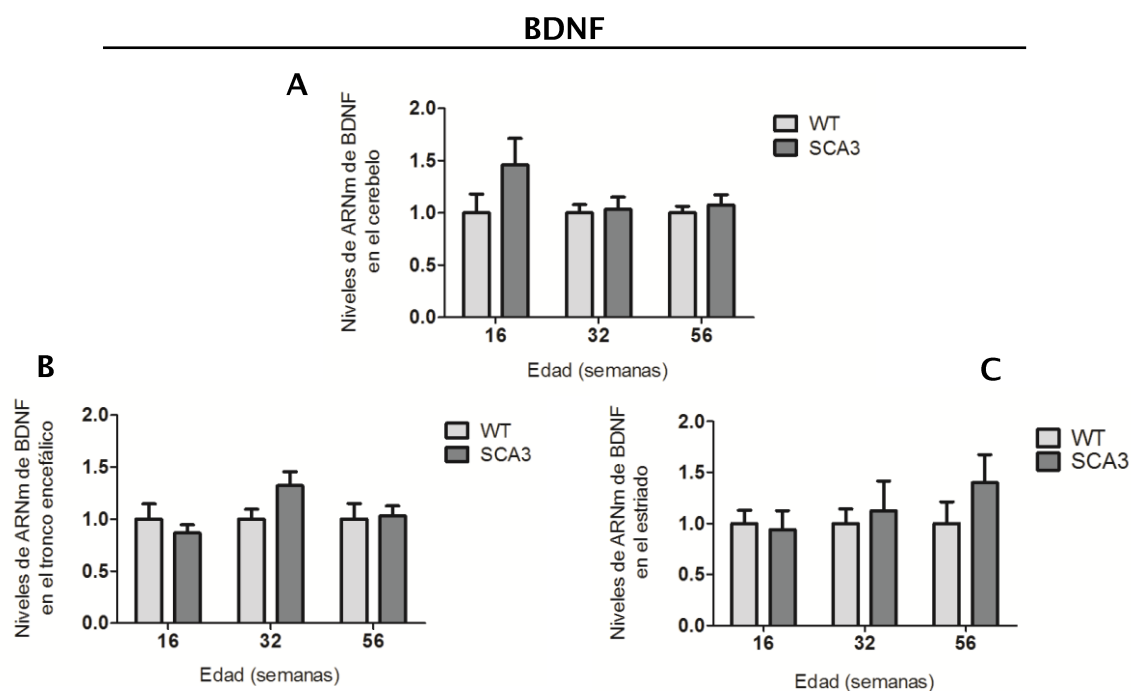 BDNF
A
Niveles de ARNm de BDNF
en el cerebelo
2.0
1.5
1.0
0.5
0.0
16
32
56
Edad (semanas)
WT
SCA3
B
Niveles de ARNm de BDNF
en el tronco encefálico
2.0
1.5
1.0
0.5
0.0
16
32
56
Edad (semanas)
WT
SCA3
C
Niveles de ARNm de BDNF
en el estriado
2.0
1.5
1.0
0.5
0.0
16
32
56
Edad (semanas)
WT
SCA3